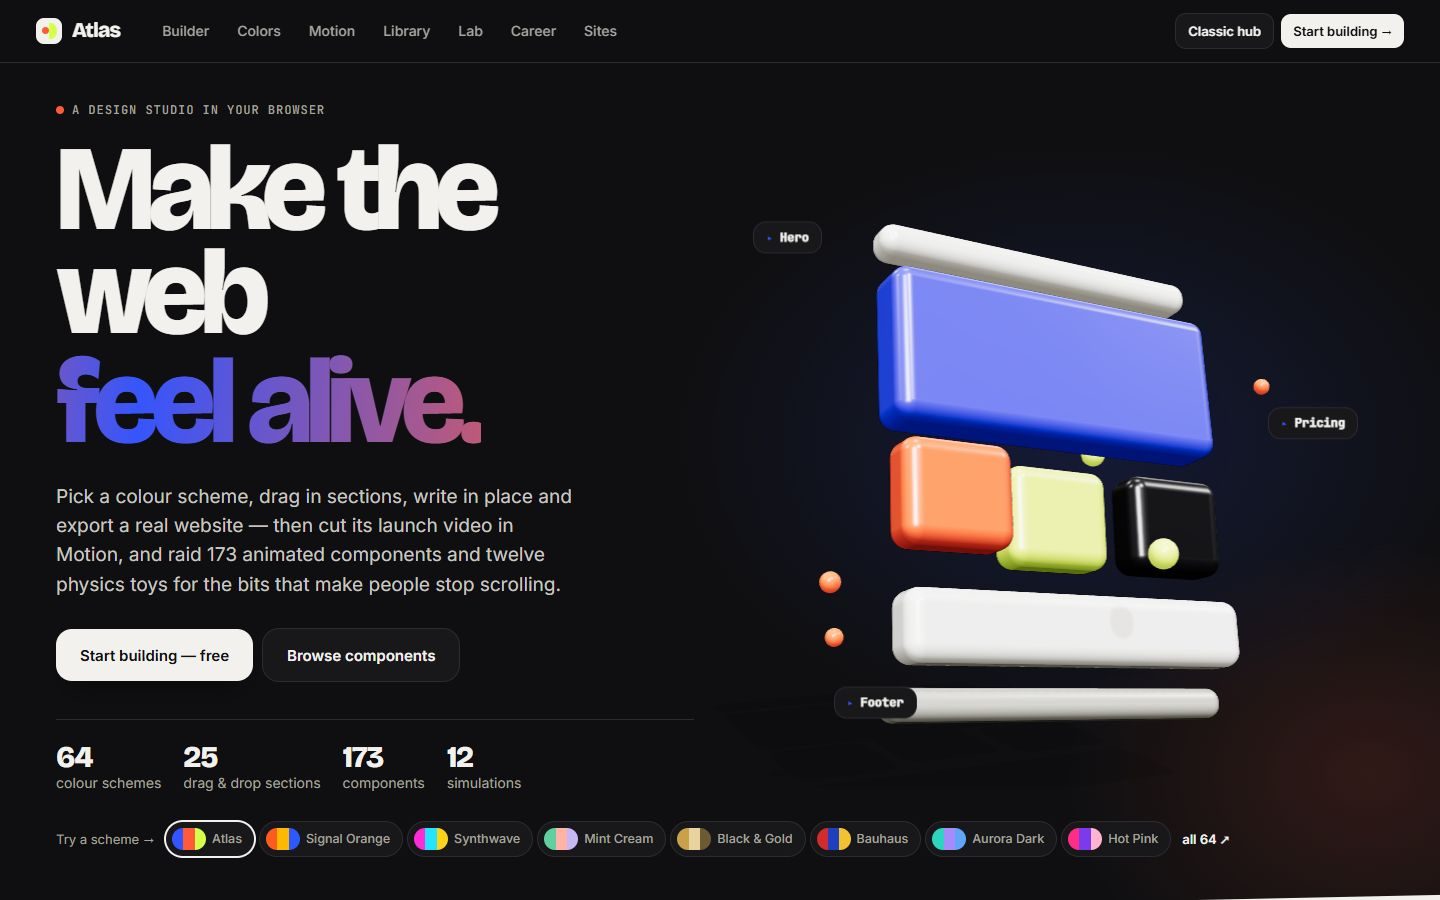 Atlas
Builder
Colors
Motion
Library
Lab
Career
Sites
Classic hub
Start building →
A DESIGN STUDIO IN YOUR BROWSER
Make the
web
feel alive.
Pick a colour scheme, drag in sections, write in place and
export a real website — then cut its launch video in
Motion, and raid 173 animated components and twelve
physics toys for the bits that make people stop scrolling.
Start building — free
Browse components
Hero
Pricing
Footer
64
colour schemes
25
drag & drop sections
173
components
12
simulations
Try a scheme →
Atlas
Signal Orange
Synthwave
Mint Cream
Black & Gold
Bauhaus
Aurora Dark
Hot Pink
all 64 ↗